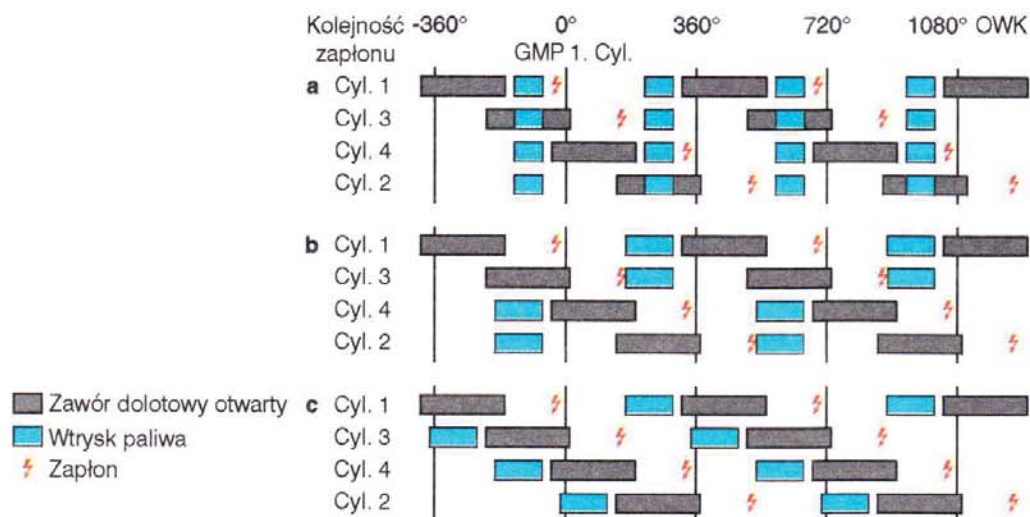 Kolejność -360° 0° 360° 720° 1080° OWK
zapłonu GMP 1. Cyl.
a Cyl. 1
Cyl. 3
Cyl. 4
Cyl. 2
b Cyl. 1
Cyl. 3
Cyl. 4
Cyl. 2
Zawór dolotowy otwarty c Cyl. 1
Wtrysk paliwa Cyl. 3
Zapłon Cyl. 4
Cyl. 2